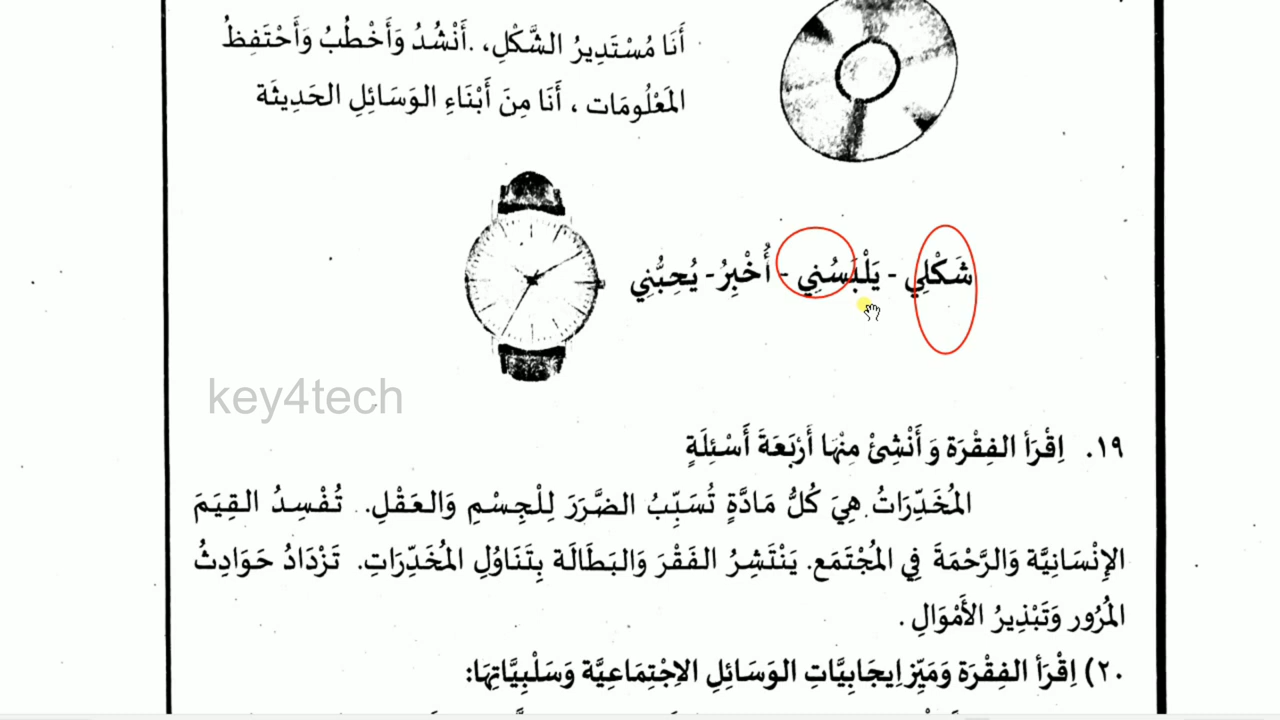 أَنَا مُسْتَدِيرُ الشَّكْلِ، .أَنْشُدُ وَأَخْطُبُ وَأَحْتَفِظُ
المَعْلُومَات ، أَنَا مِنَ أَبْنَاءِ الوَسَائِلِ الحَدِيثَة
شَكْلِي - يَلْبَسُنِي - أُخْبِرُ - يُحِبُّنِي
key4tech
١٩. اِقْرَأ الفِقْرَة وَ أَنْشِئْ مِنْهَا أَرْبَعَةَ أَسْئِلَةٍ
المُخَدِّرَاتُ هِيَ كُلُّ مَادَّةٍ تُسَبِّبُ الضَّرَرَ لِلْجِسْمِ وَالعَقْلِ. تُفْسِدُ القِيَمَ
الإِنْسَانِيَّة وَالرَّحْمَةَ فِي المُجْتَمَع. يَنْتَشِرُ الفَقْرَ وَالبَطَالَة بِتَنَاوُلِ المُخَدِّرَاتِ. تَزْدَادُ حَوَادِثُ
المُرُور وَتَبْذِيرُ الأَمْوَالِ .
٢٠) اِقْرَأ الفِقْرَة وَمَيِّز اِيجَابِيَّاتِ الوَسَائِلِ الاِجْتِمَاعِيَّة وَسَلْبِيَّاتِهَا: